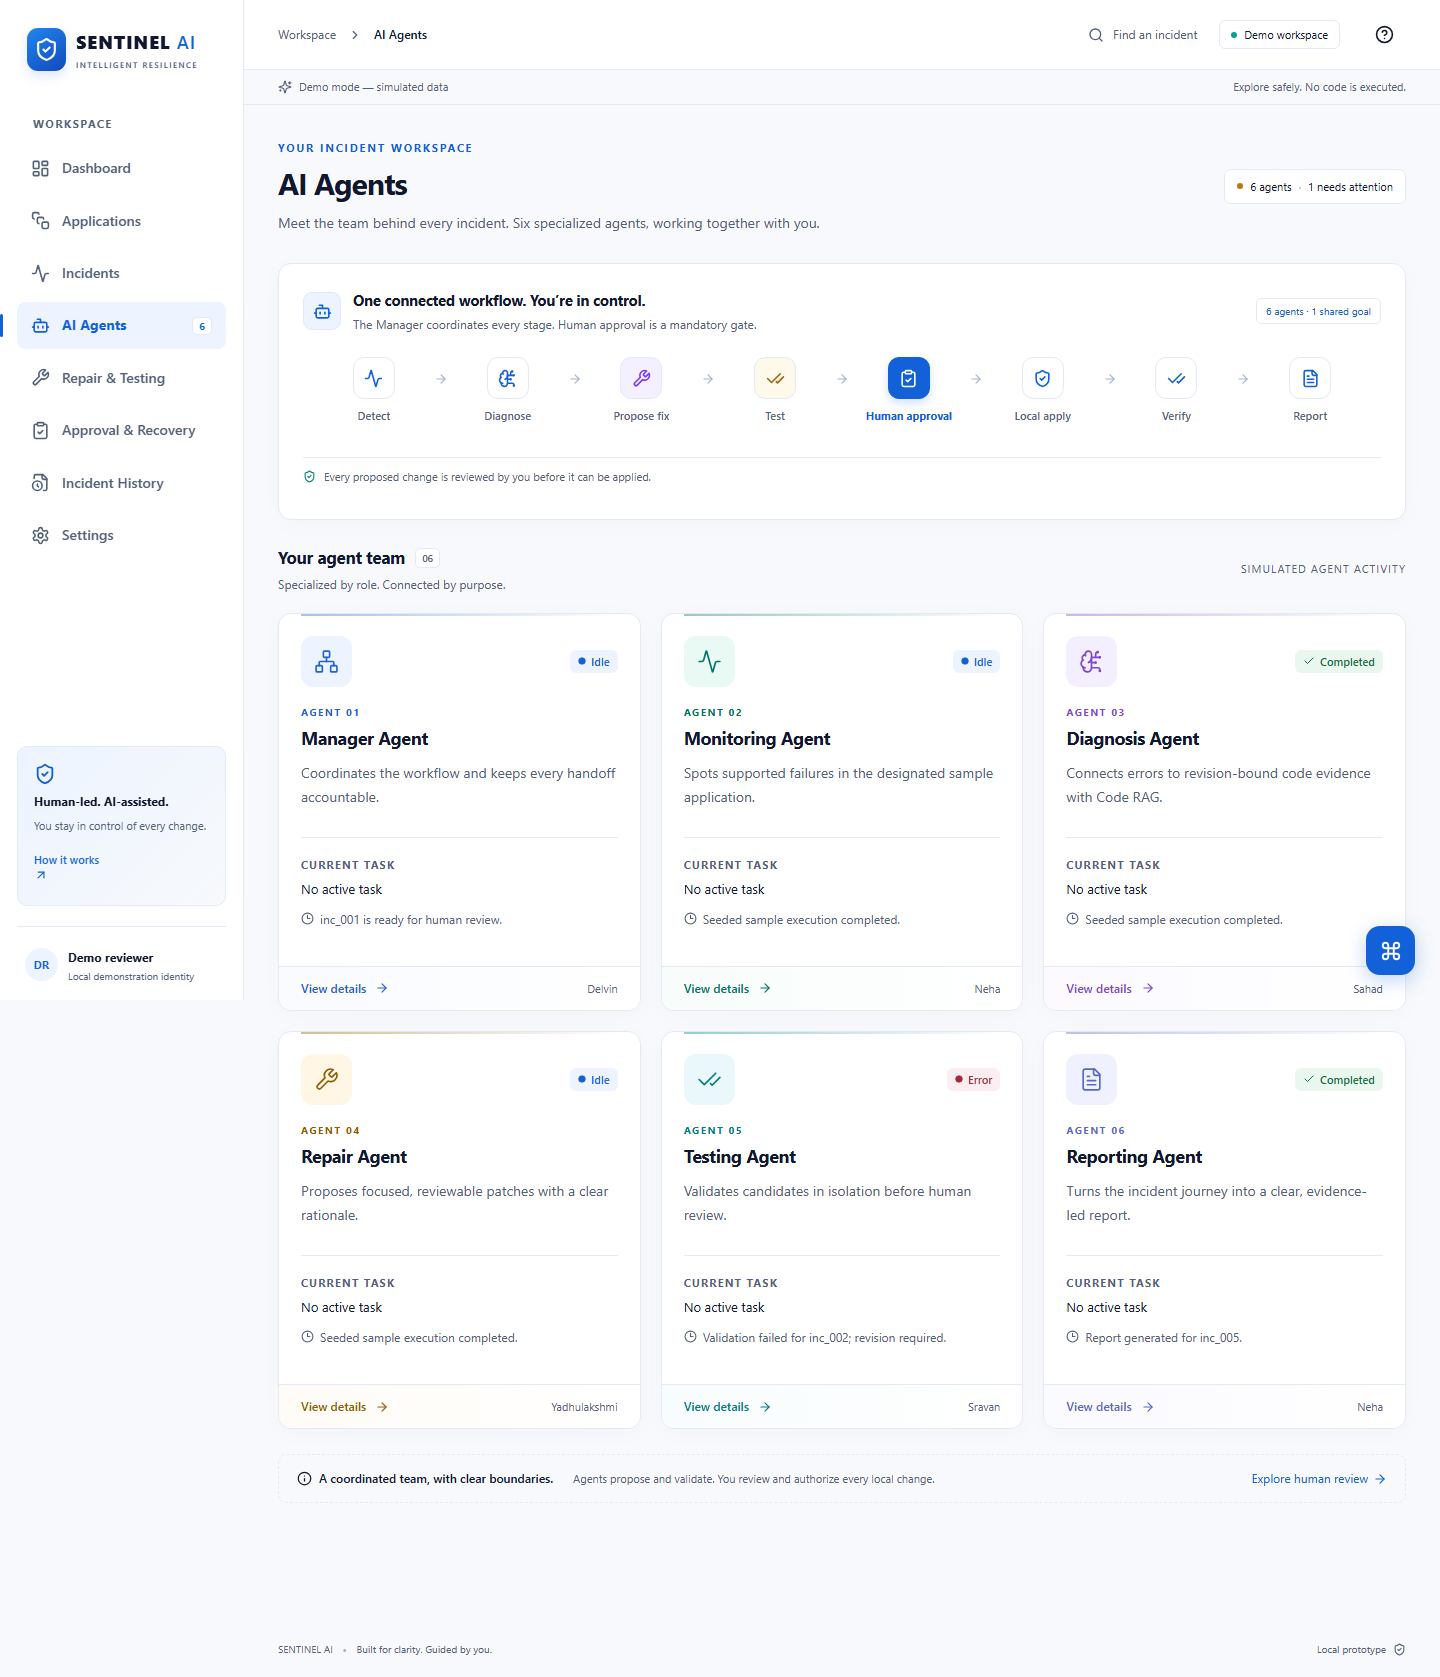 SENTINEL AI
INTELLIGENT RESILIENCE
WORKSPACE
Dashboard
Applications
Incidents
AI Agents 6
Repair & Testing
Approval & Recovery
Incident History
Settings
Human-led. AI-assisted.
You stay in control of every change.
How it works
DR Demo reviewer
Local demonstration identity
Workspace > AI Agents
Find an incident
Demo workspace
Demo mode — simulated data
Explore safely. No code is executed.
YOUR INCIDENT WORKSPACE
AI Agents
Meet the team behind every incident. Six specialized agents, working together with you.
6 agents · 1 needs attention
One connected workflow. You’re in control.
The Manager coordinates every stage. Human approval is a mandatory gate.
6 agents · 1 shared goal
Detect
Diagnose
Propose fix
Test
Human approval
Local apply
Verify
Report
Every proposed change is reviewed by you before it can be applied.
Your agent team 06
Specialized by role. Connected by purpose.
SIMULATED AGENT ACTIVITY
Idle
AGENT 01
Manager Agent
Coordinates the workflow and keeps every handoff
accountable.
CURRENT TASK
No active task
inc_001 is ready for human review.
View details → Delvin
Idle
AGENT 02
Monitoring Agent
Spots supported failures in the designated sample
application.
CURRENT TASK
No active task
Seeded sample execution completed.
View details → Neha
Completed
AGENT 03
Diagnosis Agent
Connects errors to revision-bound code evidence
with Code RAG.
CURRENT TASK
No active task
Seeded sample execution completed.
View details → Sahad
Idle
AGENT 04
Repair Agent
Proposes focused, reviewable patches with a clear
rationale.
CURRENT TASK
No active task
Seeded sample execution completed.
View details → Yadhulakshmi
Error
AGENT 05
Testing Agent
Validates candidates in isolation before human
review.
CURRENT TASK
No active task
Validation failed for inc_002; revision required.
View details → Sravan
Completed
AGENT 06
Reporting Agent
Turns the incident journey into a clear, evidence-
led report.
CURRENT TASK
No active task
Report generated for inc_005.
View details → Neha
A coordinated team, with clear boundaries. Agents propose and validate. You review and authorize every local change.
Explore human review →
SENTINEL AI • Built for clarity. Guided by you.
Local prototype